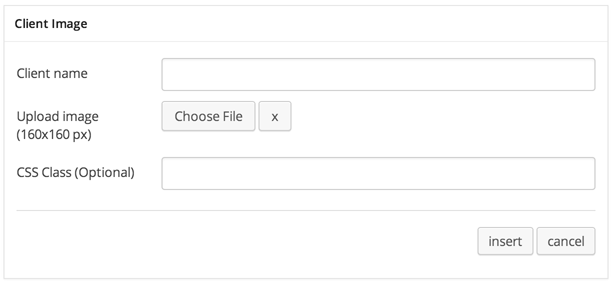 Client Image
Client name
Upload image
(160x160 px)
Choose File
x
CSS Class (Optional)
insert
cancel